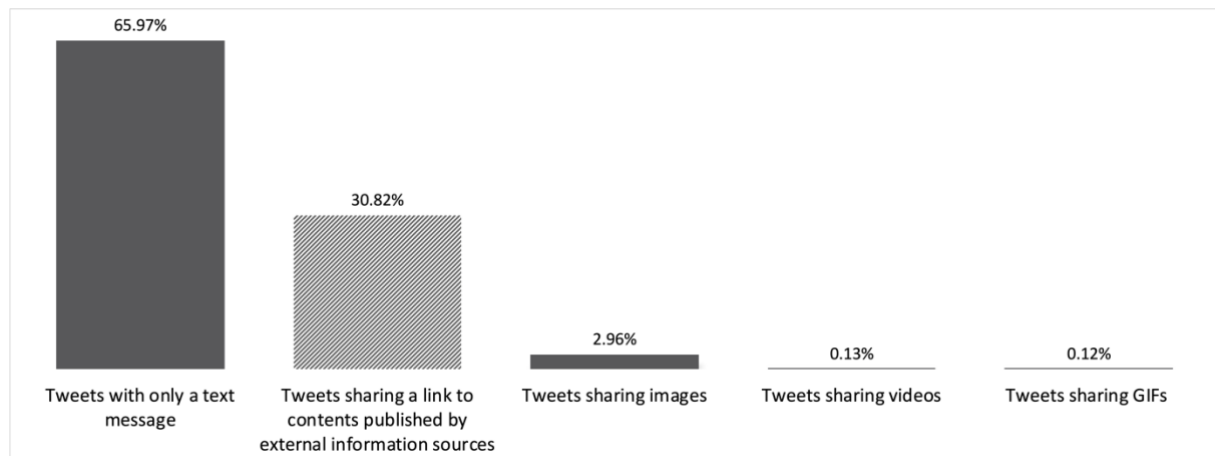 65.97%
30.82%
2.96%
0.13%
0.12%
Tweets with only a text
message
Tweets sharing a link to
contents published by
external information sources
Tweets sharing images
Tweets sharing videos
Tweets sharing GIFs